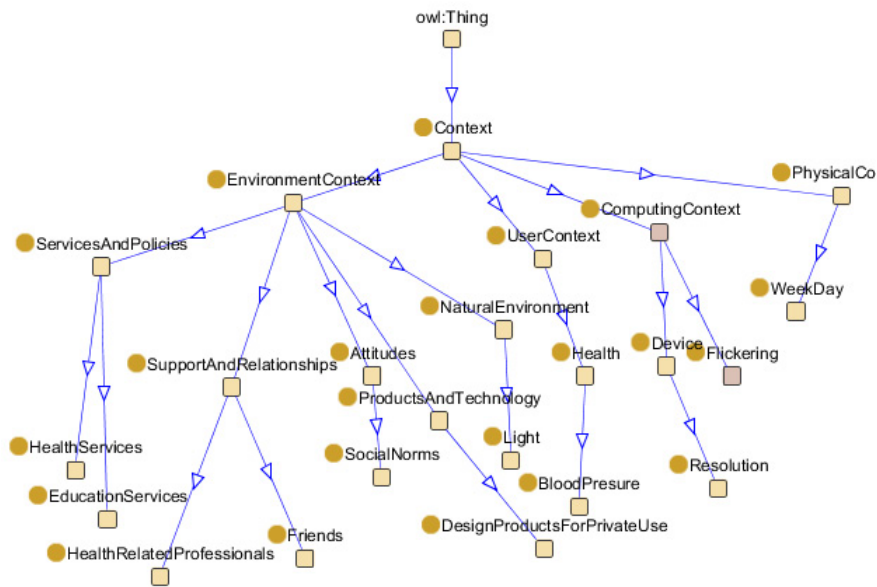 owl:Thing
Context
EnvironmentContext
PhysicalCo
ComputingContext
ServicesAndPolicies
UserContext
WeekDay
NaturalEnvironment
SupportAndRelationships
Attitudes
Health
Device
Flickering
ProductsAndTechnology
HealthServices
SocialNorms
Light
Resolution
EducationServices
BloodPresure
HealthRelatedProfessionals
Friends
DesignProductsForPrivateUse